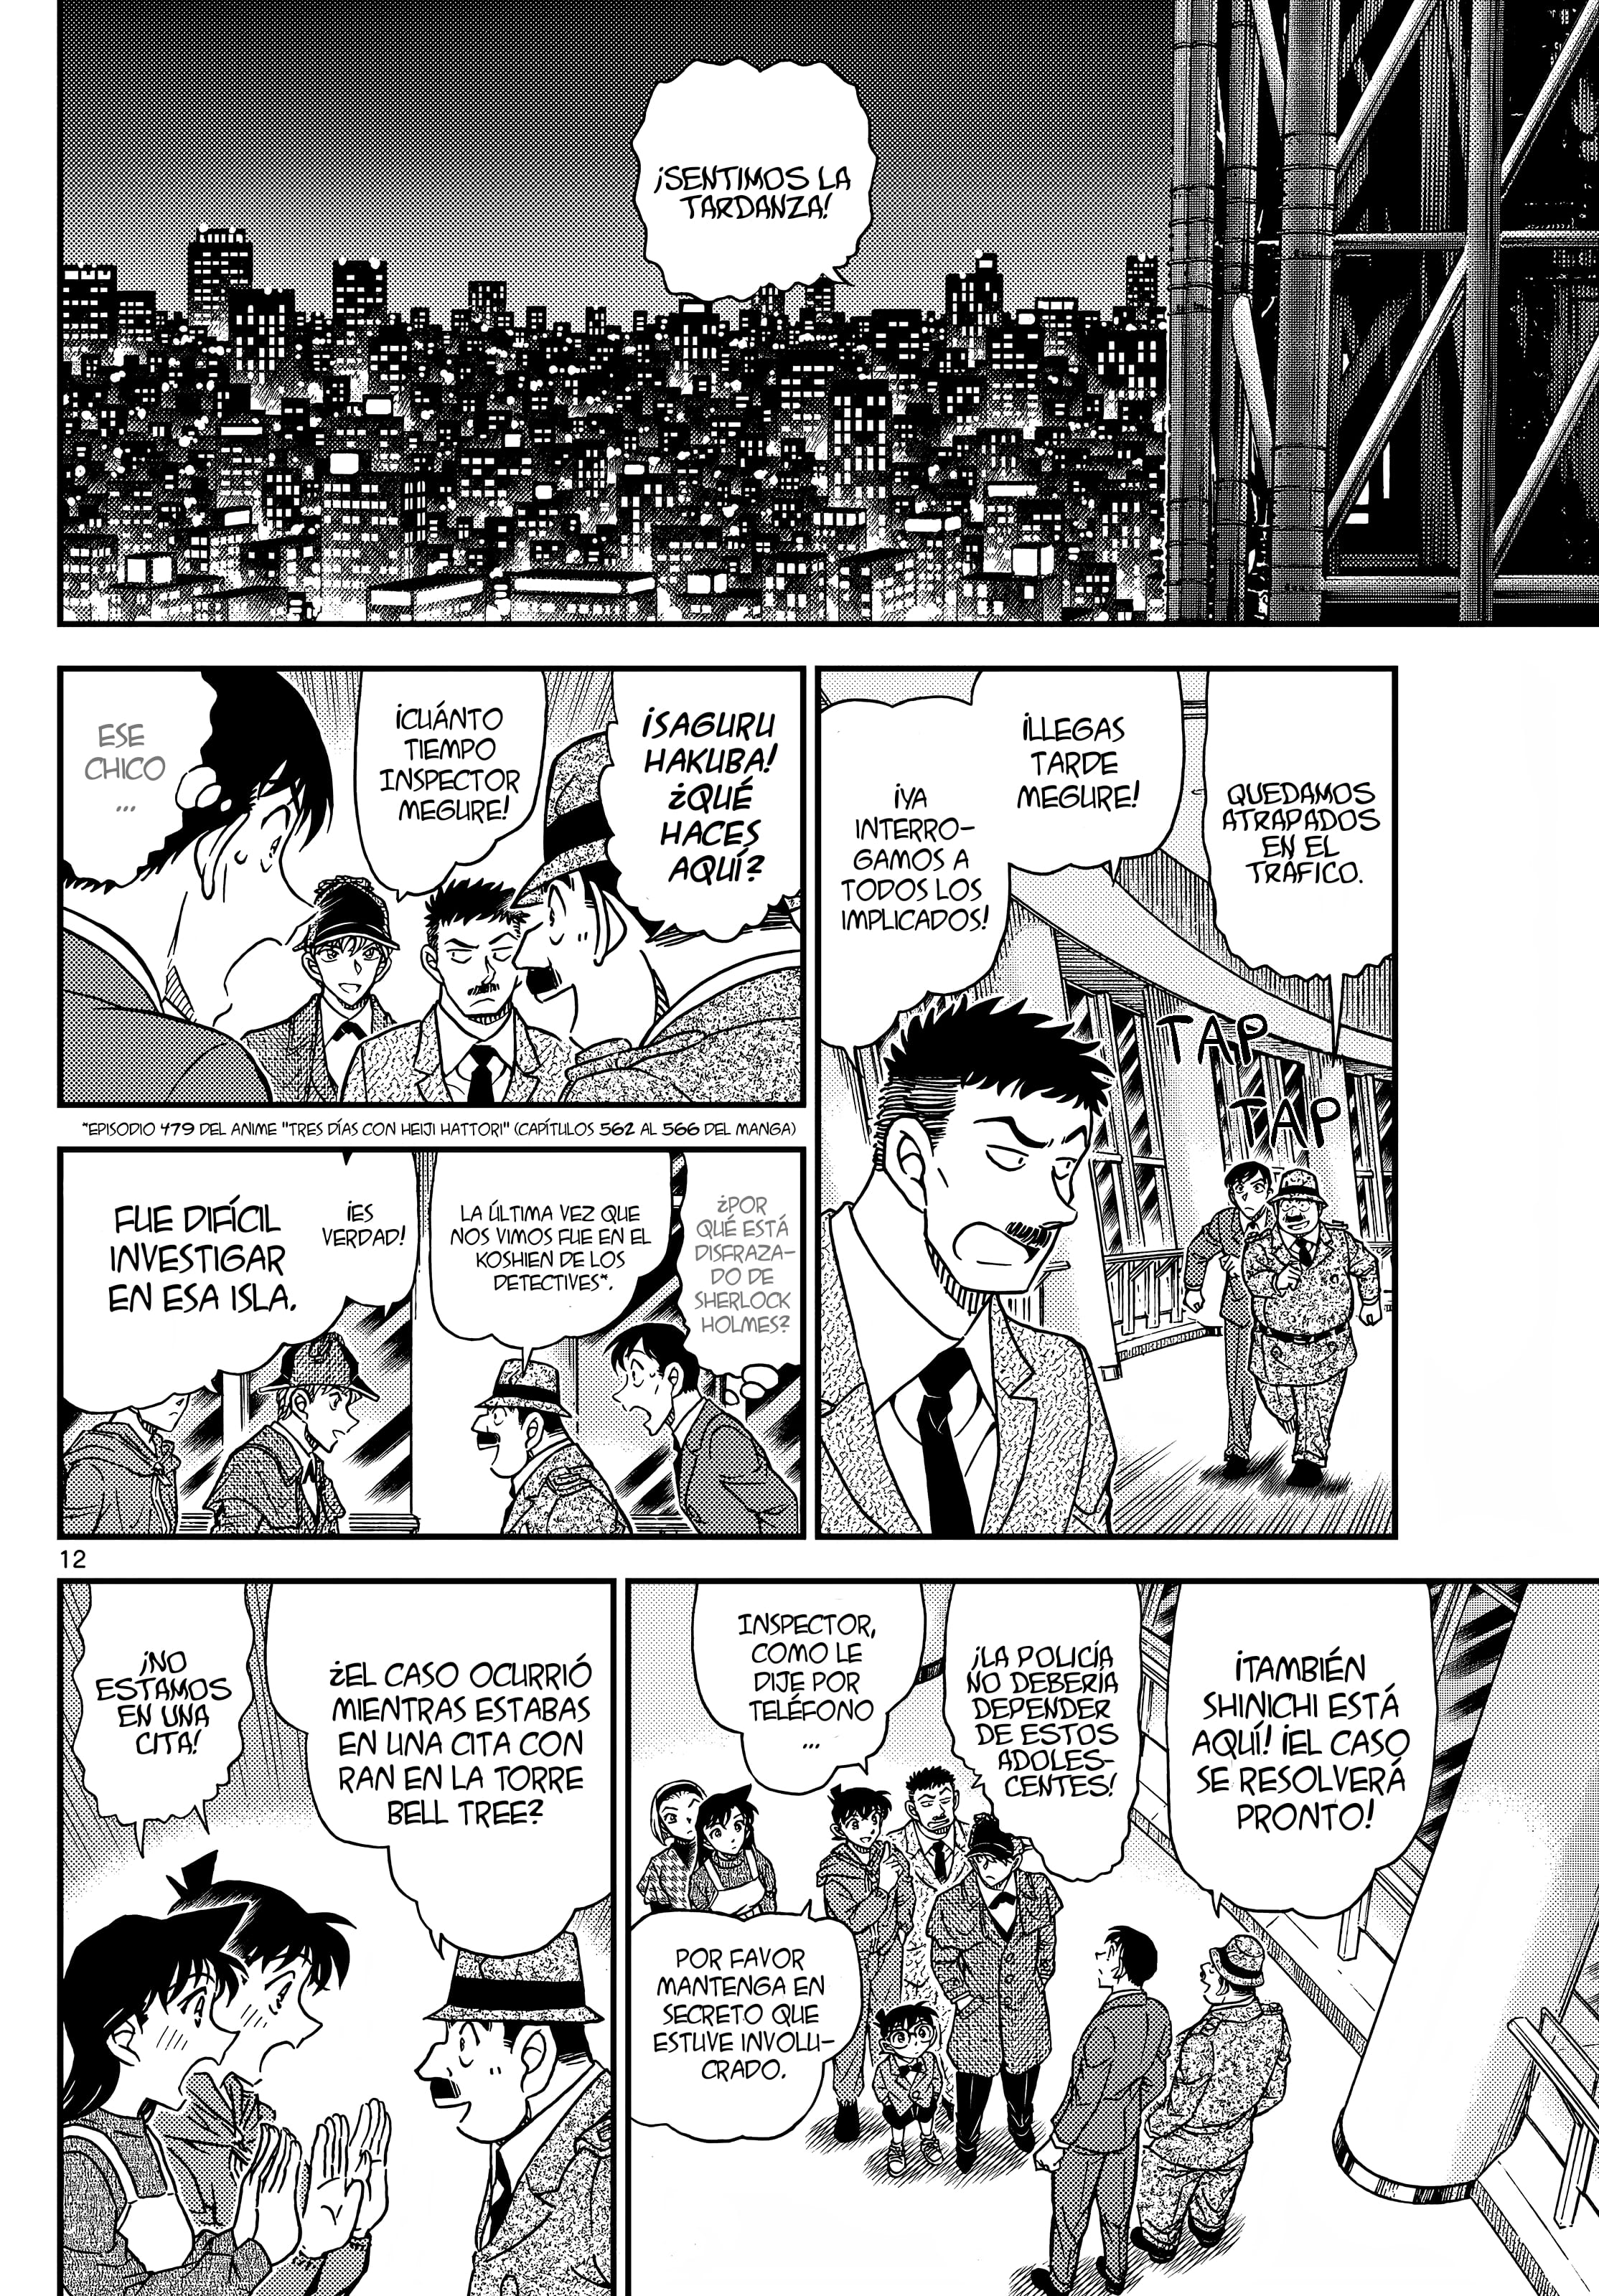 ¡SENTIMOS LA
TARDANZA!
QUEDAMOS
ATRAPADOS
EN EL
TRAFICO.
¡LLEGAS
TARDE
MEGURE!
¡YA
INTERRO-
GAMOS A
TODOS LOS
IMPLICADOS!
TAP
TAP
¡SAGURU
HAKUBA!
¿QUÉ
HACES
AQUÍ?
¡CUÁNTO
TIEMPO
INSPECTOR
MEGURE!
ESE
CHICO
...
*EPISODIO 479 DEL ANIME "TRES DÍAS CON HEIJI HATTORI" (CAPÍTULOS 562 AL 566 DEL MANGA)
¿POR
QUÉ ESTÁ
DISFRAZA-
DO DE
SHERLOCK
HOLMES?
LA ÚLTIMA VEZ QUE
NOS VIMOS FUE EN EL
KOSHIEN DE LOS
DETECTIVES*.
¡ES
VERDAD!
FUE DIFÍCIL
INVESTIGAR
EN ESA ISLA.
12
¡TAMBIÉN
SHINICHI ESTÁ
AQUÍ! ¡EL CASO
SE RESOLVERÁ
PRONTO!
¡LA POLICÍA
NO DEBERÍA
DEPENDER
DE ESTOS
ADOLES-
CENTES!
INSPECTOR,
COMO LE
DIJE POR
TELÉFONO
...
POR FAVOR
MANTENGA EN
SECRETO QUE
ESTUVE INVOLU-
CRADO.
¿EL CASO OCURRIÓ
MIENTRAS ESTABAS
EN UNA CITA CON
RAN EN LA TORRE
BELL TREE?
¡NO
ESTAMOS
EN UNA
CITA!